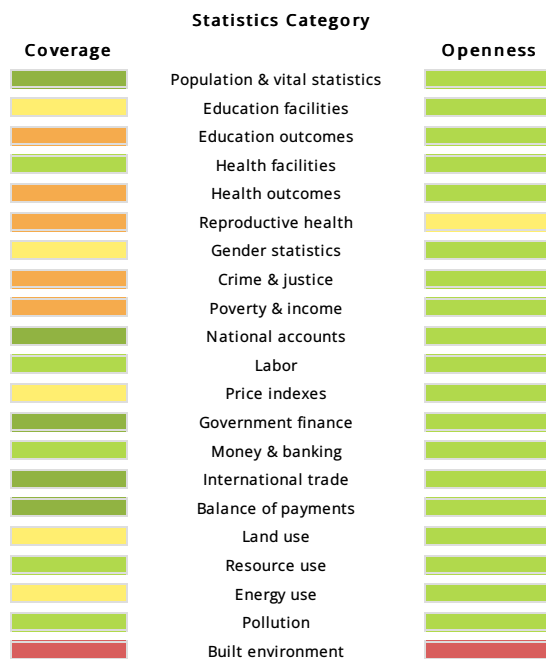 Statistics Category
Coverage Openness
Population & vital statistics
Education facilities
Education outcomes
Health facilities
Health outcomes
Reproductive health
Gender statistics
Crime & justice
Poverty & income
National accounts
Labor
Price indexes
Government finance
Money & banking
International trade
Balance of payments
Land use
Resource use
Energy use
Pollution
Built environment